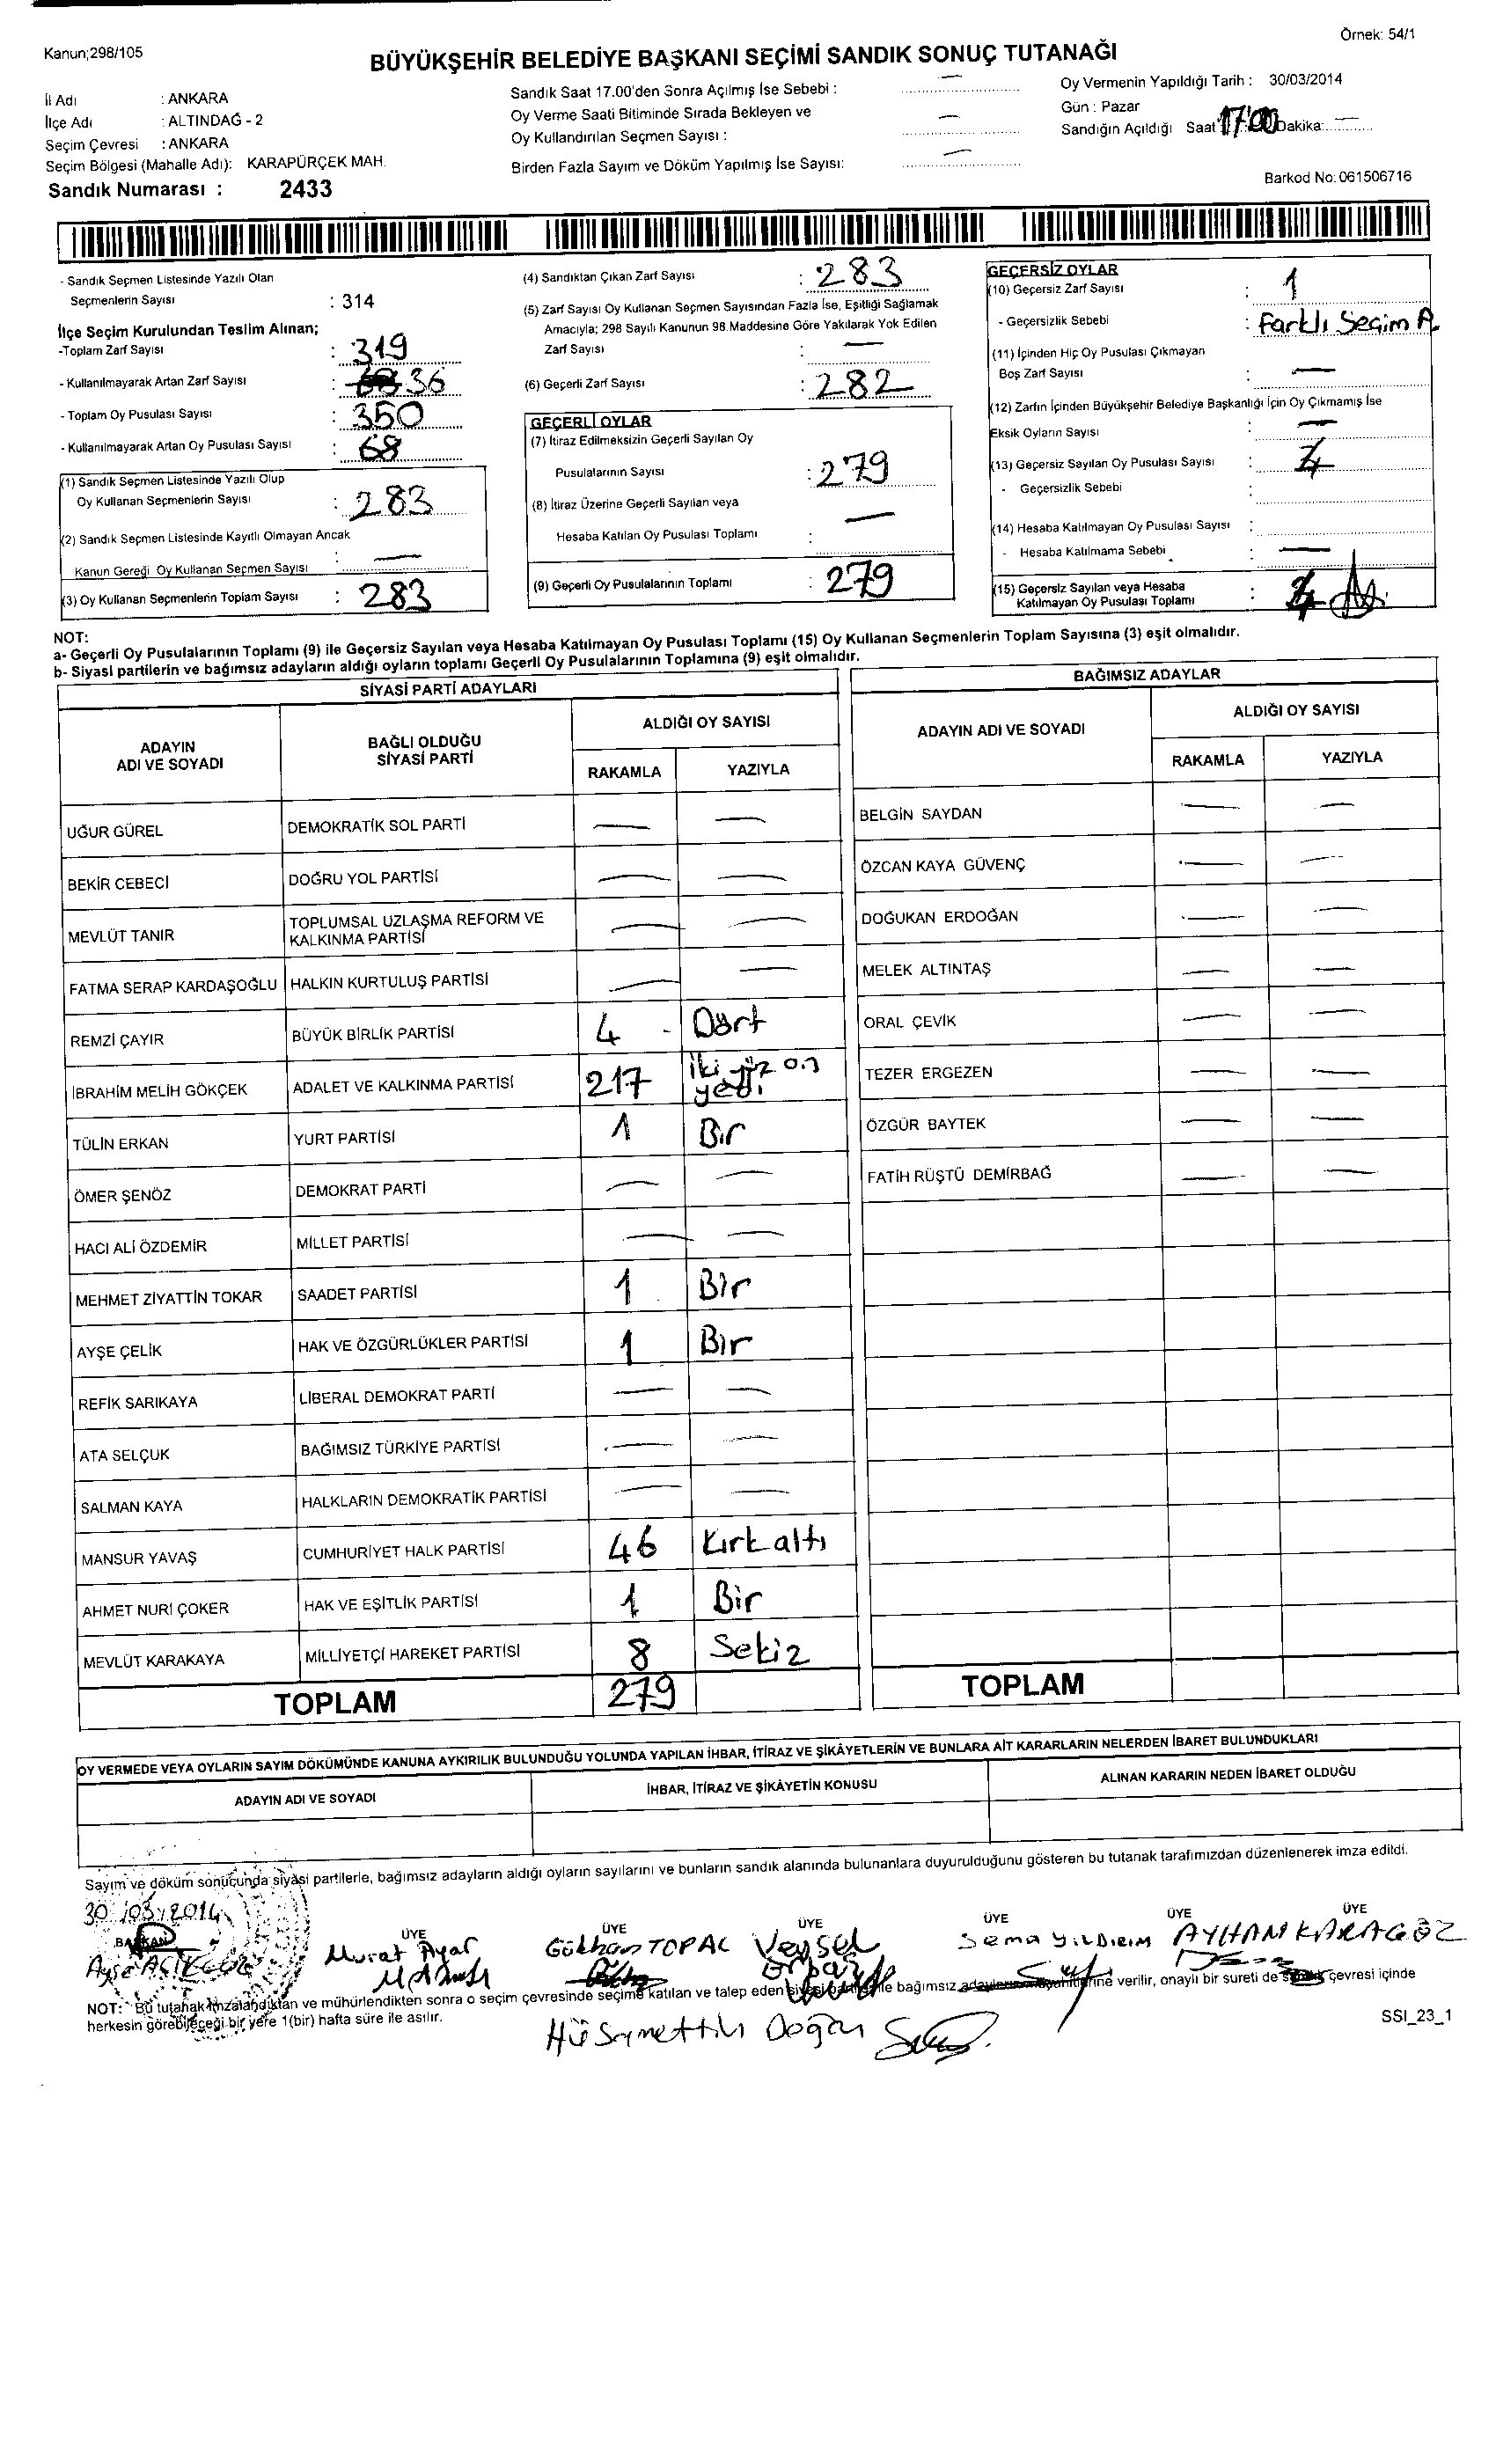 Örnek: 54/1
Kanun;298/105
BÜYÜKŞEHİR BELEDİYE BAŞKANI SEÇİMİ SANDIK SONUÇ TUTANAĞI
İl Adı : ANKARA
İlçe Adı : ALTINDAĞ - 2
Seçim Çevresi : ANKARA
Seçim Bölgesi (Mahalle Adı): KARAPÜRÇEK MAH.
Sandık Numarası : 2433
Sandık Saat 17.00'den Sonra Açılmış İse Sebebi : —
Oy Verme Saati Bitiminde Sırada Bekleyen ve
Oy Kullandırılan Seçmen Sayısı : —
Birden Fazla Sayım ve Döküm Yapılmış İse Sayısı: —
Oy Vermenin Yapıldığı Tarih : 30/03/2014
Gün : Pazar
Sandığın Açıldığı Saat 17:00 Dakika: —
Barkod No: 061506716
- Sandık Seçmen Listesinde Yazılı Olan
Seçmenlerin Sayısı : 314
İlçe Seçim Kurulundan Teslim Alınan;
-Toplam Zarf Sayısı : 319
- Kullanılmayarak Artan Zarf Sayısı : 36
- Toplam Oy Pusulası Sayısı : 350
- Kullanılmayarak Artan Oy Pusulası Sayısı : 68
(1) Sandık Seçmen Listesinde Yazılı Olup
Oy Kullanan Seçmenlerin Sayısı : 283
(2) Sandık Seçmen Listesinde Kayıtlı Olmayan Ancak
Kanun Gereği Oy Kullanan Seçmen Sayısı : —
(3) Oy Kullanan Seçmenlerin Toplam Sayısı : 283
(4) Sandıktan Çıkan Zarf Sayısı : 283
(5) Zarf Sayısı Oy Kullanan Seçmen Sayısından Fazla İse, Eşitliği Sağlamak
Amacıyla; 298 Sayılı Kanunun 98.Maddesine Göre Yakılarak Yok Edilen
Zarf Sayısı : —
(6) Geçerli Zarf Sayısı : 282
GEÇERLİ OYLAR
(7) İtiraz Edilmeksizin Geçerli Sayılan Oy
Pusulalarının Sayısı : 279
(8) İtiraz Üzerine Geçerli Sayılan veya
Hesaba Katılan Oy Pusulası Toplamı : —
(9) Geçerli Oy Pusulalarının Toplamı : 279
GEÇERSİZ OYLAR
(10) Geçersiz Zarf Sayısı : 1
- Geçersizlik Sebebi : Farklı Seçim A.
(11) İçinden Hiç Oy Pusulası Çıkmayan
Boş Zarf Sayısı : —
(12) Zarfın İçinden Büyükşehir Belediye Başkanlığı İçin Oy Çıkmamış İse
Eksik Oyların Sayısı : —
(13) Geçersiz Sayılan Oy Pusulası Sayısı : 4
- Geçersizlik Sebebi :
(14) Hesaba Katılmayan Oy Pusulası Sayısı :
- Hesaba Katılmama Sebebi : —
(15) Geçersiz Sayılan veya Hesaba
Katılmayan Oy Pusulası Toplamı : 4
NOT:
a- Geçerli Oy Pusulalarının Toplamı (9) ile Geçersiz Sayılan veya Hesaba Katılmayan Oy Pusulası Toplamı (15) Oy Kullanan Seçmenlerin Toplam Sayısına (3) eşit olmalıdır.
b- Siyasi partilerin ve bağımsız adayların aldığı oyların toplamı Geçerli Oy Pusulalarının Toplamına (9) eşit olmalıdır.
SİYASİ PARTİ ADAYLARI
ADAYIN ADI VE SOYADI BAĞLI OLDUĞU SİYASİ PARTİ ALDIĞI OY SAYISI
RAKAMLA YAZIYLA
UĞUR GÜREL DEMOKRATİK SOL PARTİ — —
BEKİR CEBECİ DOĞRU YOL PARTİSİ — —
MEVLÜT TANIR TOPLUMSAL UZLAŞMA REFORM VE KALKINMA PARTİSİ — —
FATMA SERAP KARDAŞOĞLU HALKIN KURTULUŞ PARTİSİ — —
REMZİ ÇAYIR BÜYÜK BİRLİK PARTİSİ 4 - Dört
İBRAHİM MELİH GÖKÇEK ADALET VE KALKINMA PARTİSİ 217 iki yüz on yedi
TÜLİN ERKAN YURT PARTİSİ 1 Bir
ÖMER ŞENÖZ DEMOKRAT PARTİ — —
HACI ALİ ÖZDEMİR MİLLET PARTİSİ — —
MEHMET ZİYATTİN TOKAR SAADET PARTİSİ 1 Bir
AYŞE ÇELİK HAK VE ÖZGÜRLÜKLER PARTİSİ 1 Bir
REFİK SARIKAYA LİBERAL DEMOKRAT PARTİ — —
ATA SELÇUK BAĞIMSIZ TÜRKİYE PARTİSİ — —
SALMAN KAYA HALKLARIN DEMOKRATİK PARTİSİ — —
MANSUR YAVAŞ CUMHURİYET HALK PARTİSİ 46 Kırk altı
AHMET NURİ ÇOKER HAK VE EŞİTLİK PARTİSİ 1 Bir
MEVLÜT KARAKAYA MİLLİYETÇİ HAREKET PARTİSİ 8 Sekiz
TOPLAM 279
BAĞIMSIZ ADAYLAR
ADAYIN ADI VE SOYADI ALDIĞI OY SAYISI
RAKAMLA YAZIYLA
BELGİN SAYDAN — —
ÖZCAN KAYA GÜVENÇ — —
DOĞUKAN ERDOĞAN — —
MELEK ALTINTAŞ — —
ORAL ÇEVİK — —
TEZER ERGEZEN — —
ÖZGÜR BAYTEK — —
FATİH RÜŞTÜ DEMİRBAĞ — —
TOPLAM
OY VERMEDE VEYA OYLARIN SAYIM DÖKÜMÜNDE KANUNA AYKIRILIK BULUNDUĞU YOLUNDA YAPILAN İHBAR, İTİRAZ VE ŞİKÂYETLERİN VE BUNLARA AİT KARARLARIN NELERDEN İBARET BULUNDUKLARI
ADAYIN ADI VE SOYADI İHBAR, İTİRAZ VE ŞİKÂYETİN KONUSU ALINAN KARARIN NEDEN İBARET OLDUĞU
Sayım ve döküm sonucunda siyasi partilerle, bağımsız adayların aldığı oyların sayılarını ve bunların sandık alanında bulunanlara duyurulduğunu gösteren bu tutanak tarafımızdan düzenlenerek imza edildi.
30/03/2014
BAŞKAN ÜYE ÜYE ÜYE ÜYE ÜYE ÜYE
Ayşe AÇIKGÖZ Murat Ayar Gökhan TOPAL Veysel Sema YILDIRIM AYHAN KARAGÖZ
NOT: Bu tutanak imzalandıktan ve mühürlendikten sonra o seçim çevresinde seçime katılan ve talep eden siyasi parti ile bağımsız verilir, onaylı bir sureti de çevresi içinde
herkesin görebileceği bir yere 1(bir) hafta süre ile asılır.
Hüsamettin Doğan
SSI_23_1